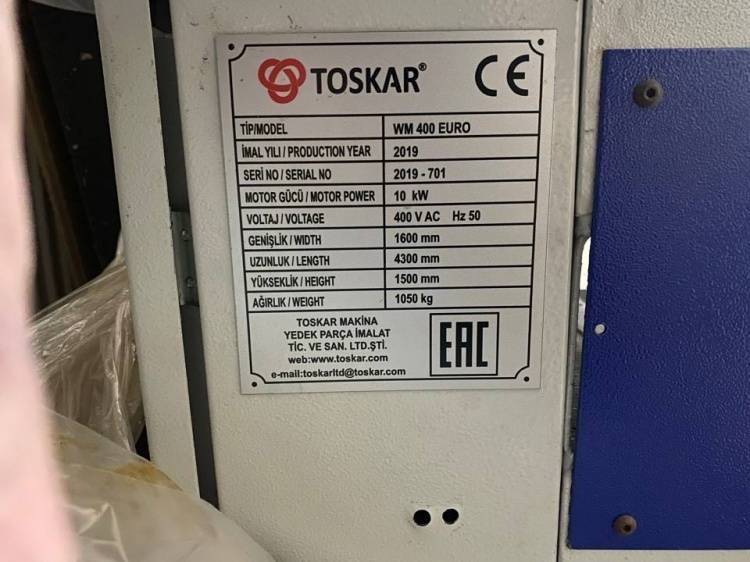 TOSKAR® CE
TİP/MODEL WM 400 EURO
İMAL YILI / PRODUCTION YEAR 2019
SERİ NO / SERIAL NO 2019 - 701
MOTOR GÜCÜ / MOTOR POWER 10 kW
VOLTAJ / VOLTAGE 400 V AC Hz 50
GENİŞLİK / WIDTH 1600 mm
UZUNLUK / LENGTH 4300 mm
YÜKSEKLİK / HEIGHT 1500 mm
AĞIRLIK / WEIGHT 1050 kg
TOSKAR MAKİNA
YEDEK PARÇA İMALAT
TİC. VE SAN. LTD.ŞTİ.
web:www.toskar.com
e-mail:toskarltd@toskar.com
EAC